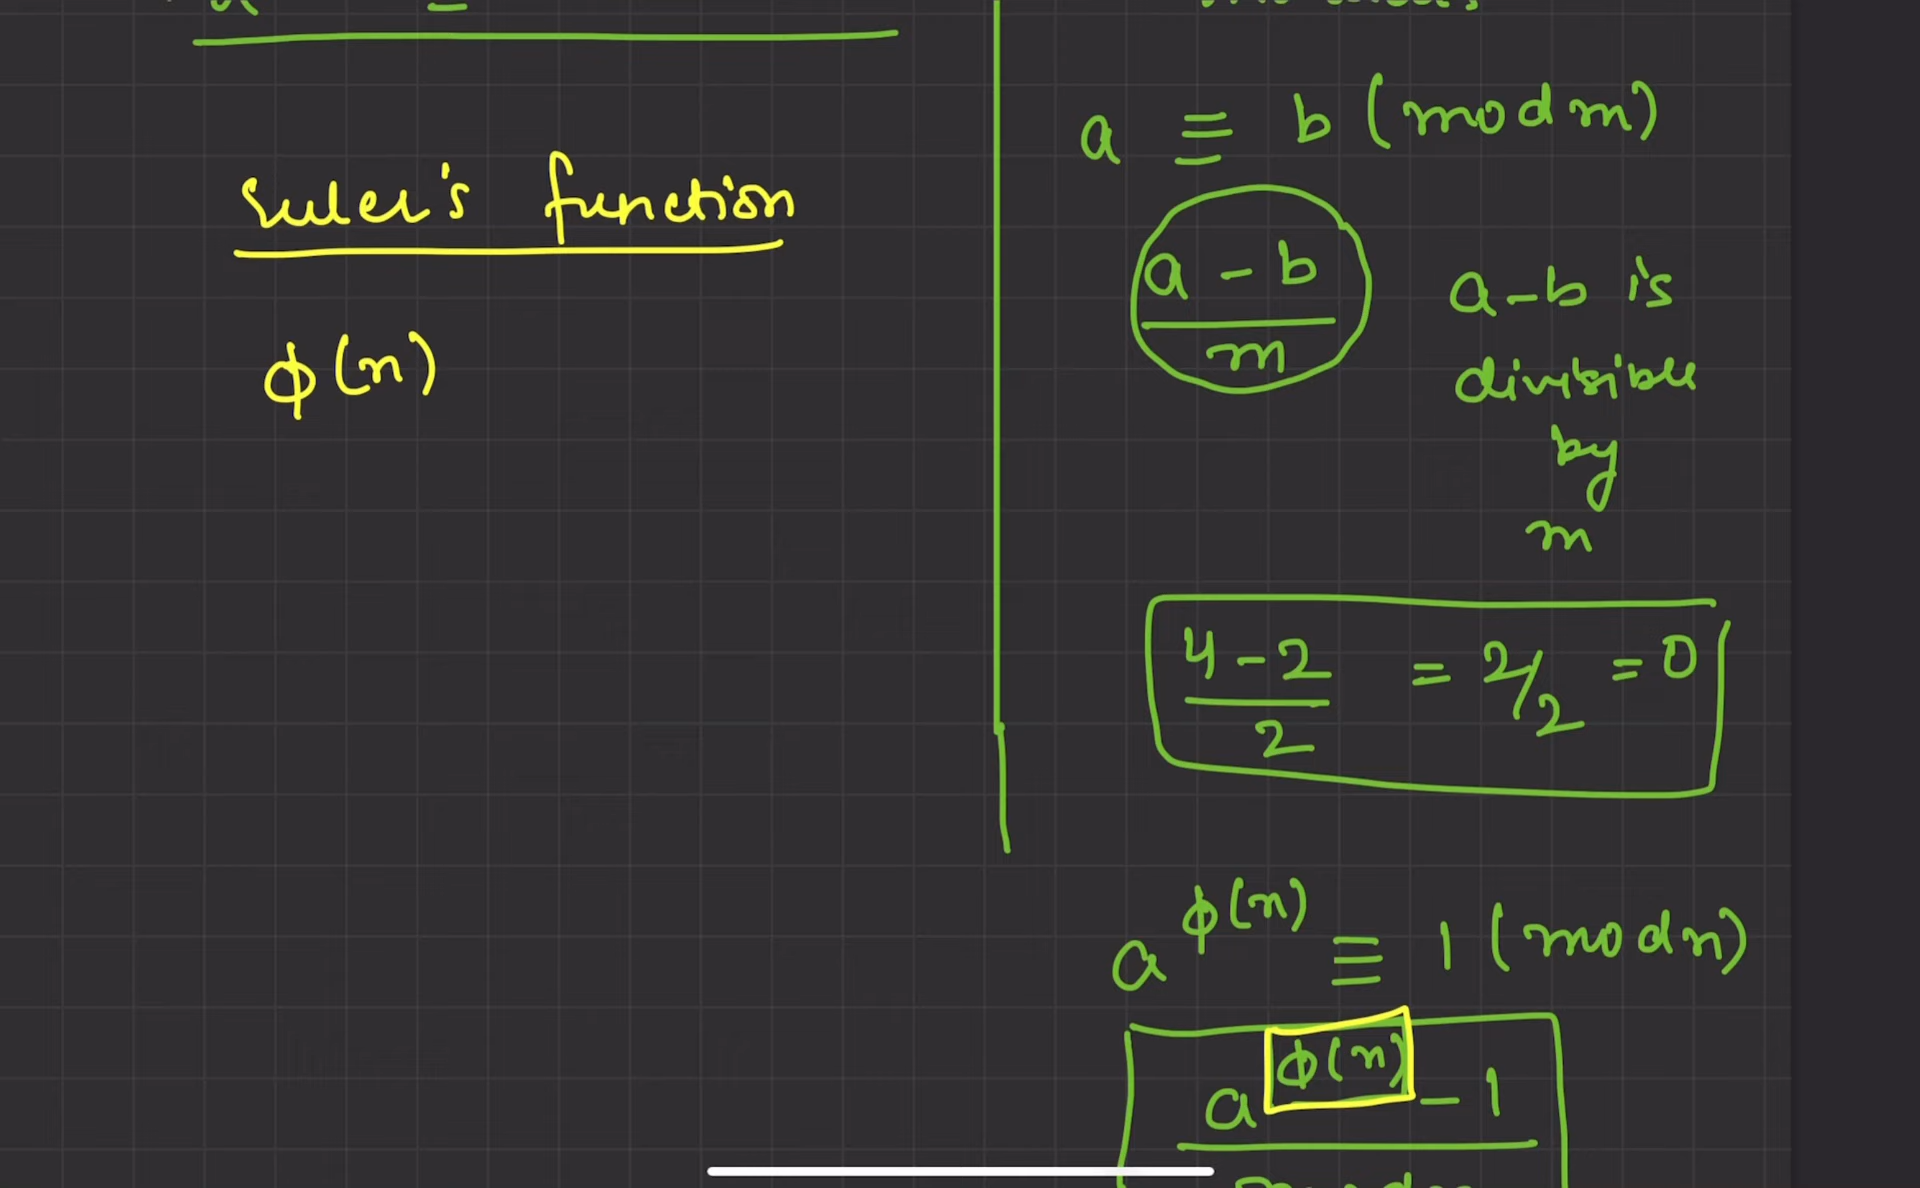 Euler's function
ϕ(n)
a ≡ b (mod m)
a - b
m
a-b is
divisible
by
m
4-2 = 2/2 = 0
2
a^ϕ(n) ≡ 1 (mod n)
a^ϕ(n) - 1